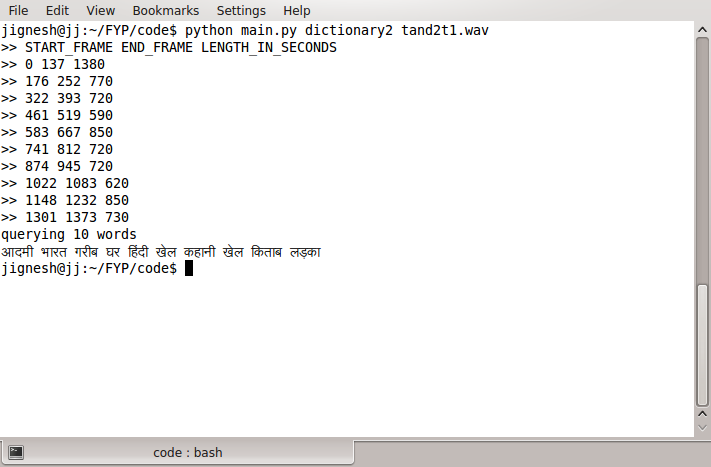 File Edit View Bookmarks Settings Help
jignesh@jj:~/FYP/code$ python main.py dictionary2 tand2t1.wav
>> START_FRAME END_FRAME LENGTH_IN_SECONDS
>> 0 137 1380
>> 176 252 770
>> 322 393 720
>> 461 519 590
>> 583 667 850
>> 741 812 720
>> 874 945 720
>> 1022 1083 620
>> 1148 1232 850
>> 1301 1373 730
querying 10 words
आदमी भारत गरीब घर हिंदी खेल कहानी खेल किताब लड़का
jignesh@jj:~/FYP/code$
code : bash